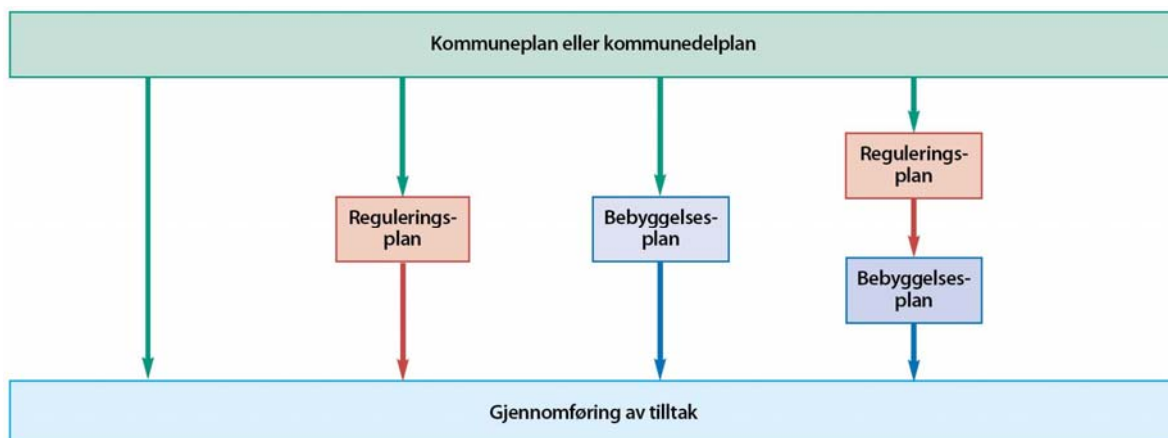 Kommuneplan eller kommunedelplan
Regulerings-
plan
Bebyggelses-
plan
Regulerings-
plan
Bebyggelses-
plan
Gjennomføring av tilltak